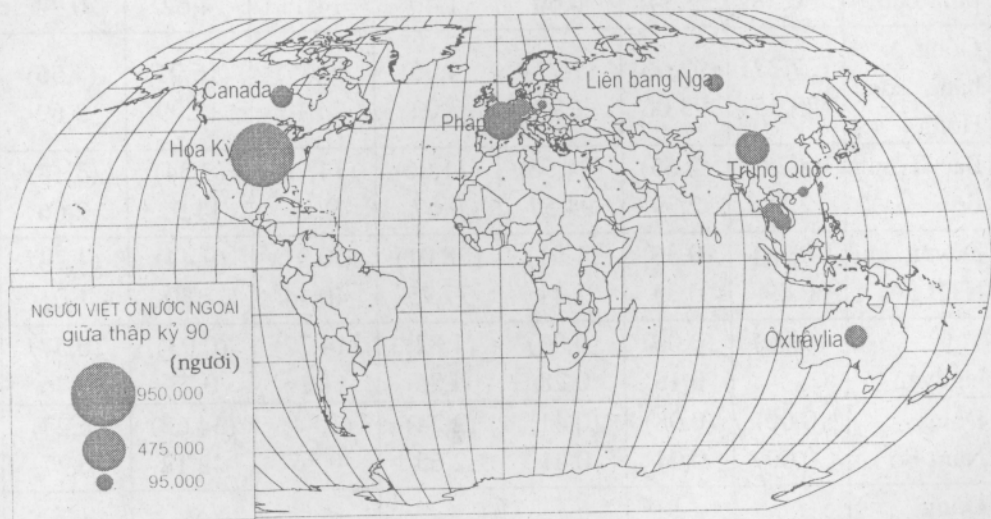 Canada
Liên bang Nga
Pháp
Hoa Kỳ
Trung Quốc
Ôxtrâylia
NGƯỜI VIỆT Ở NƯỚC NGOÀI
giữa thập kỷ 90
(người)
950,000
475,000
95,000